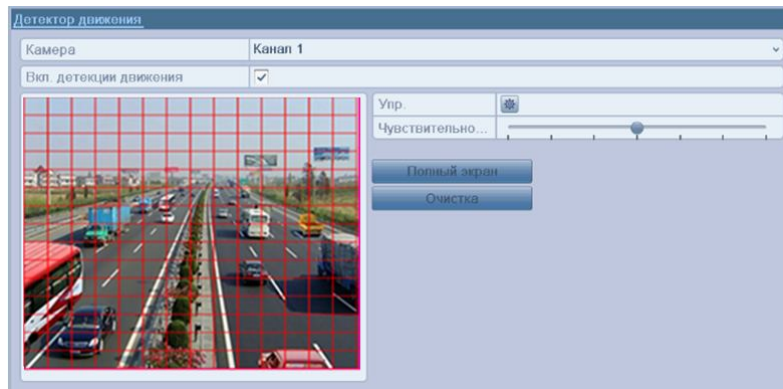 Детектор движения
Камера Канал 1
Вкл. детекции движения
Упр.
Чувствительно...
Полный экран
Очистка